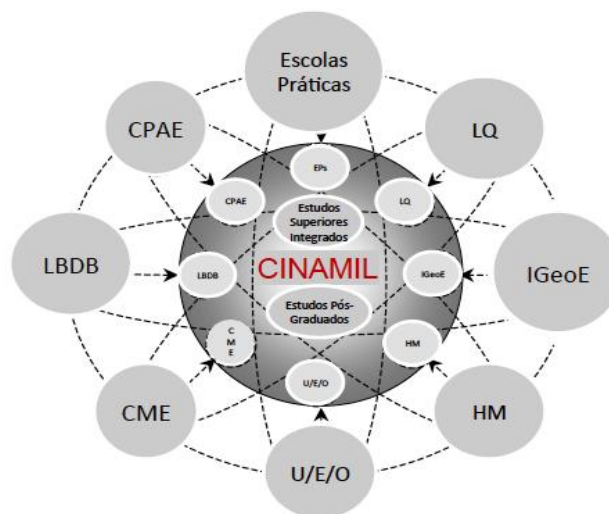 Escolas
Práticas
CPAE
LQ
EPs
CPAE
LQ
Estudos
Superiores
Integrados
LBDB
LBDB
CINAMIL
IGeoE
IGeoE
Estudos Pós-
Graduados
C
M
E
HM
U/E/O
CME
HM
U/E/O